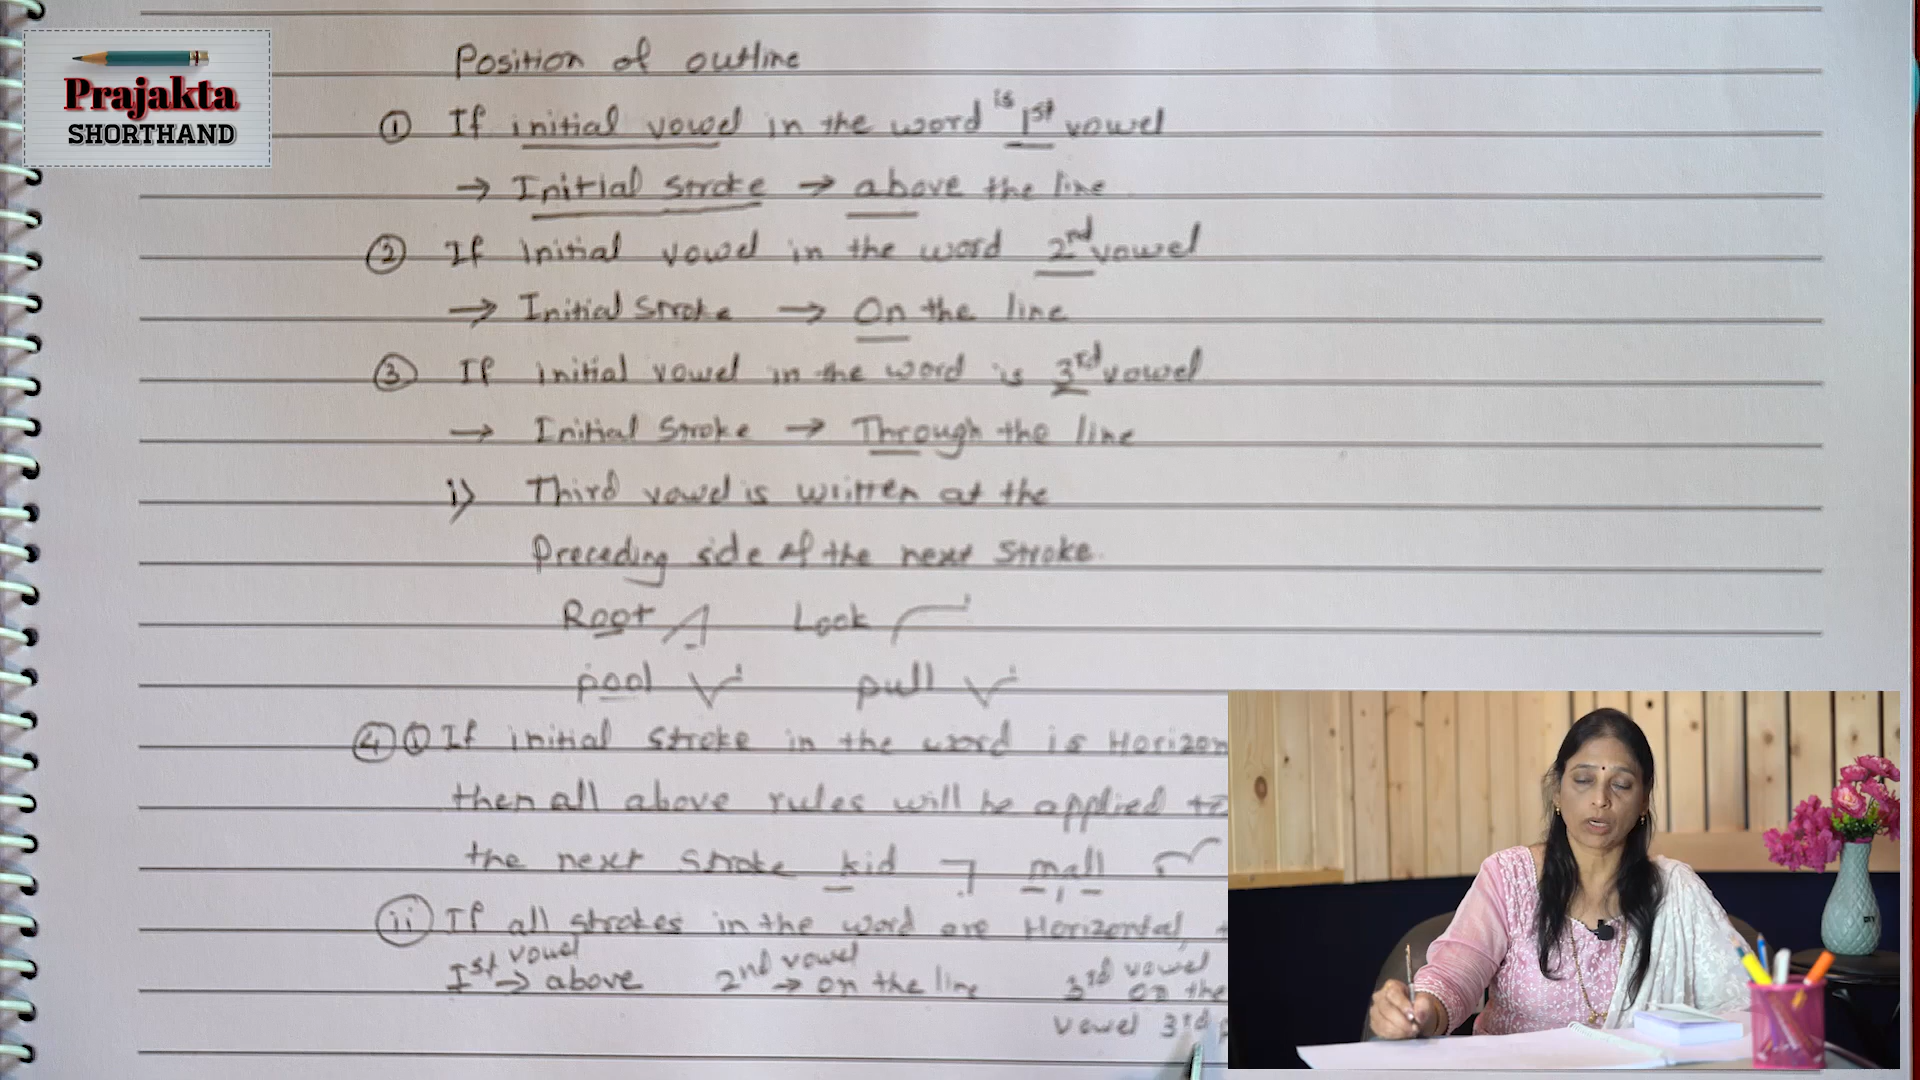 Prajakta
SHORTHAND
Position of outline
① If initial vowel in the word is 1st vowel
→ Initial stroke → above the line
② If initial vowel in the word 2nd vowel
→ Initial stroke → On the line
③ If initial vowel in the word is 3rd vowel
→ Initial Stroke → Through the line
i) Third vowel is written at the
Preceding side of the next stroke.
Root Look
pool pull
④ ① If initial stroke in the word is Horizon
then all above rules will be applied to
the next stroke kid , mall
ii) If all strokes in the word are Horizontal,
1st vowel → above 2nd vowel → on the line 3rd vowel on the
vowel 3rd